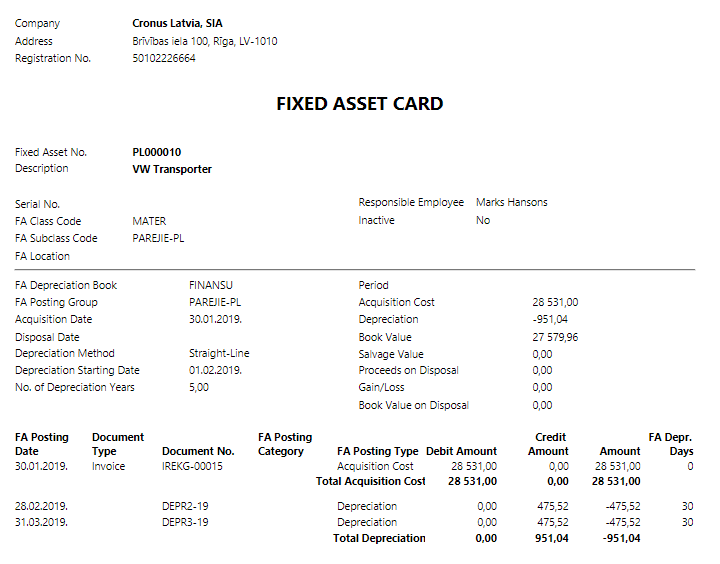 Company Cronus Latvia, SIA
Address Brīvības iela 100, Rīga, LV-1010
Registration No. 50102226664
FIXED ASSET CARD
Fixed Asset No. PL000010
Description VW Transporter
Serial No. Responsible Employee Marks Hansons
FA Class Code MATER Inactive No
FA Subclass Code PAREJIE-PL
FA Location
FA Depreciation Book FINANSU Period
FA Posting Group PAREJIE-PL Acquisition Cost 28 531,00
Acquisition Date 30.01.2019. Depreciation -951,04
Disposal Date Book Value 27 579,96
Depreciation Method Straight-Line Salvage Value 0,00
Depreciation Starting Date 01.02.2019. Proceeds on Disposal 0,00
No. of Depreciation Years 5,00 Gain/Loss 0,00
Book Value on Disposal 0,00
FA Posting Document FA Posting Credit FA Depr.
Date Type Document No. Category FA Posting Type Debit Amount Amount Amount Days
30.01.2019. Invoice IREKG-00015 Acquisition Cost 28 531,00 0,00 28 531,00 0
Total Acquisition Cost 28 531,00 0,00 28 531,00
28.02.2019. DEPR2-19 Depreciation 0,00 475,52 -475,52 30
31.03.2019. DEPR3-19 Depreciation 0,00 475,52 -475,52 30
Total Depreciation 0,00 951,04 -951,04